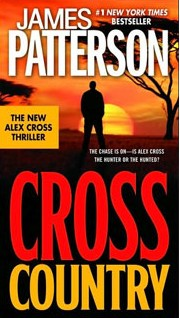 JAMES
#1 NEW YORK TIMES
BESTSELLER
PATTERSON
THE NEW
ALEX CROSS
THRILLER
THE CHASE IS ON—IS ALEX CROSS
THE HUNTER OR THE HUNTED?
CROSS
COUNTRY